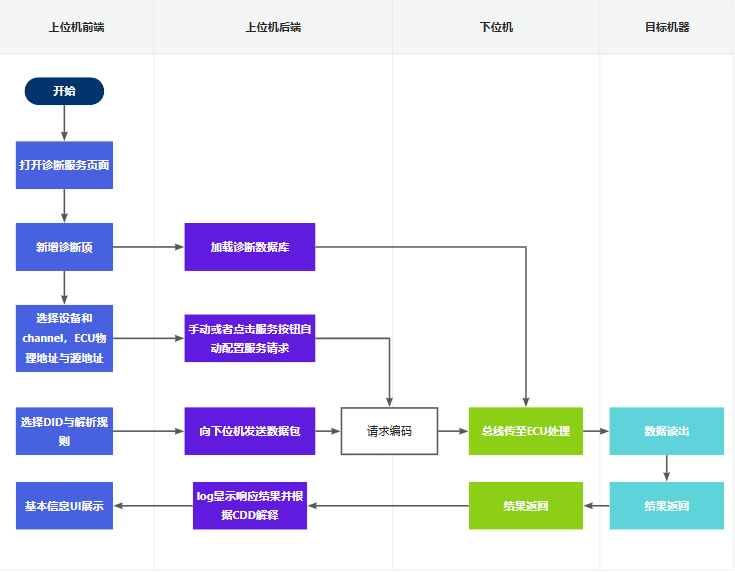 上位机前端
上位机后端
下位机
目标机器
开始
打开诊断服务页面
新增诊断顶
加载诊断数据库
选择设备和
channel，ECU物
理地址与源地址
手动或者点击服务按钮自
动配置服务请求
选择DID与解析规
则
向下位机发送数据包
请求编码
总线传至ECU处理
数据读出
基本信息UI展示
log显示响应结果并根
据CDD解释
结果返回
结果返回